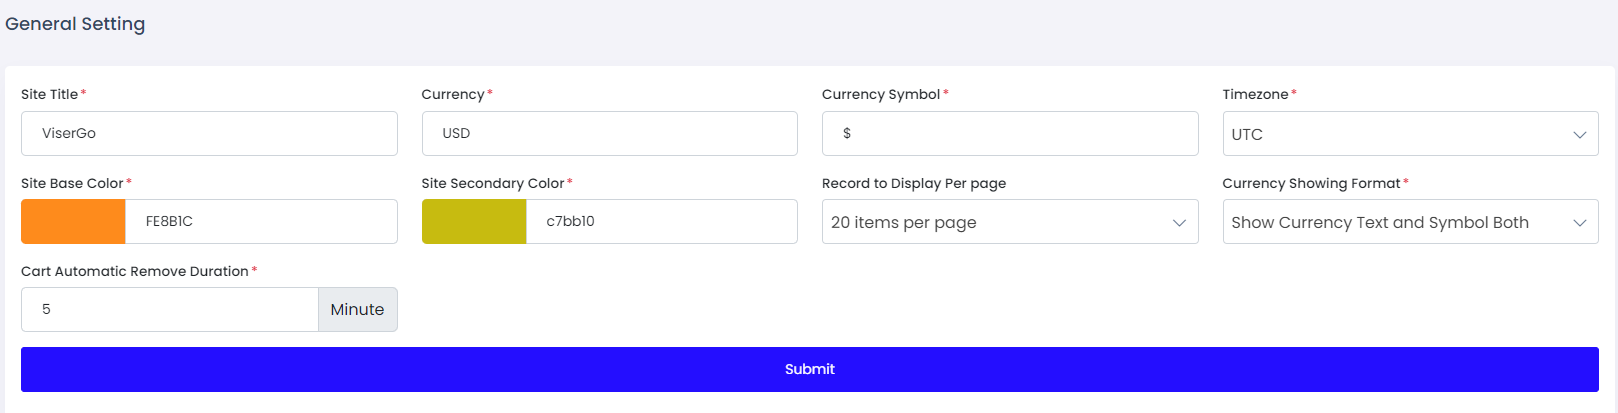 General Setting
Site Title *
Currency *
Currency Symbol *
Timezone *
ViserGo
USD
$
UTC
Site Base Color *
Site Secondary Color *
Record to Display Per page
Currency Showing Format *
FE8B1C
c7bb10
20 items per page
Show Currency Text and Symbol Both
Cart Automatic Remove Duration *
5
Minute
Submit